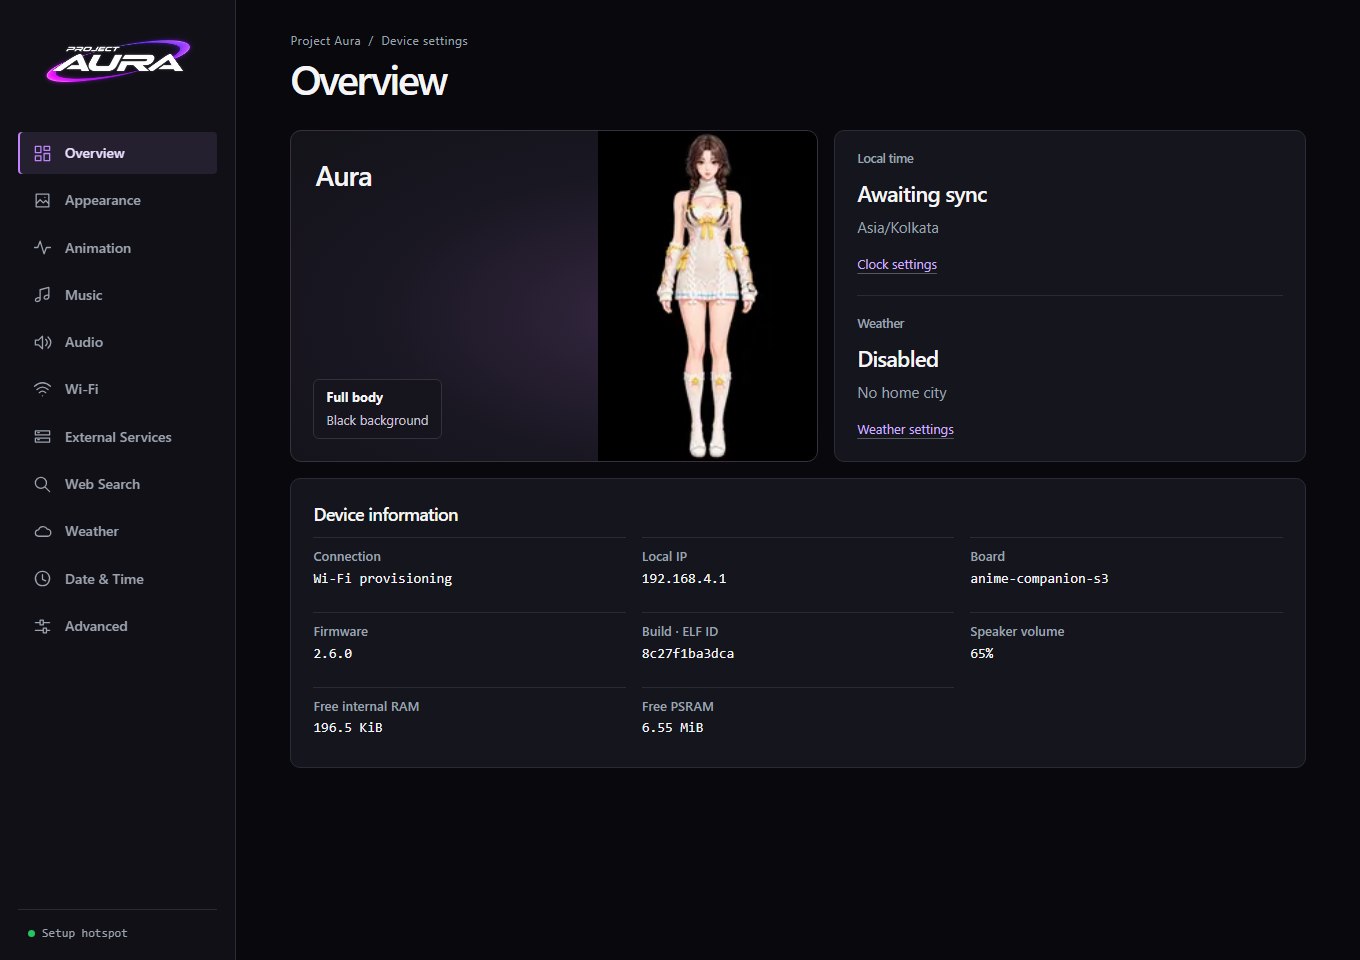 PROJECT
AURA
Overview
Appearance
Animation
Music
Audio
Wi-Fi
External Services
Web Search
Weather
Date & Time
Advanced
Setup hotspot
Project Aura / Device settings
Overview
Aura
Full body
Black background
Local time
Awaiting sync
Asia/Kolkata
Clock settings
Weather
Disabled
No home city
Weather settings
Device information
Connection
Wi-Fi provisioning
Local IP
192.168.4.1
Board
anime-companion-s3
Firmware
2.6.0
Build · ELF ID
8c27f1ba3dca
Speaker volume
65%
Free internal RAM
196.5 KiB
Free PSRAM
6.55 MiB